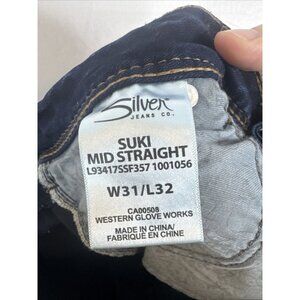 Silver
JEANS CO.
SUKI
MID STRAIGHT
L93417SSF357 1001056
W31/L32
CA00508
WESTERN GLOVE WORKS
MADE IN CHINA/
FABRIQUÉ EN CHINE